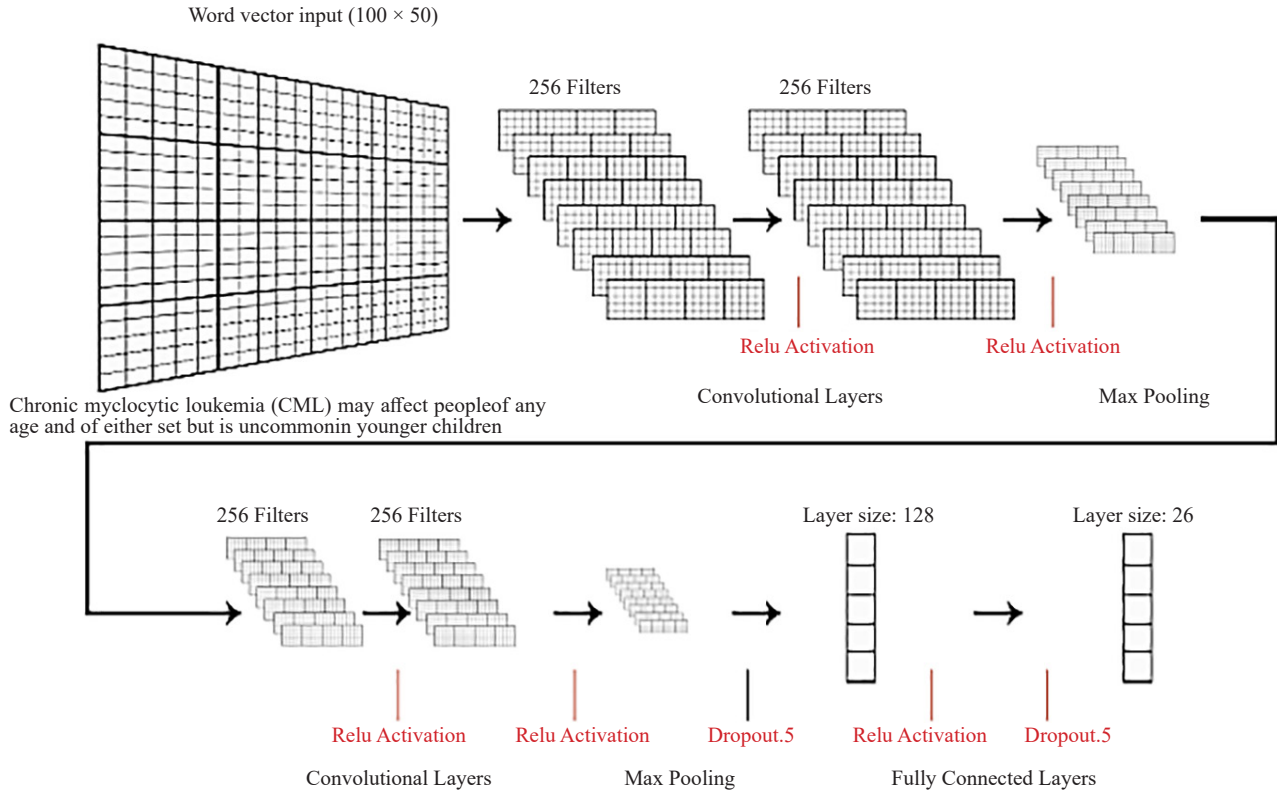 Word vector input (100 × 50)
256 Filters
256 Filters
Relu Activation
Relu Activation
Convolutional Layers
Max Pooling
Chronic myclocytic loukemia (CML) may affect peopleof any
age and of either set but is uncommonin younger children
256 Filters
256 Filters
Layer size: 128
Layer size: 26
Relu Activation
Relu Activation
Dropout.5
Relu Activation
Dropout.5
Convolutional Layers
Max Pooling
Fully Connected Layers